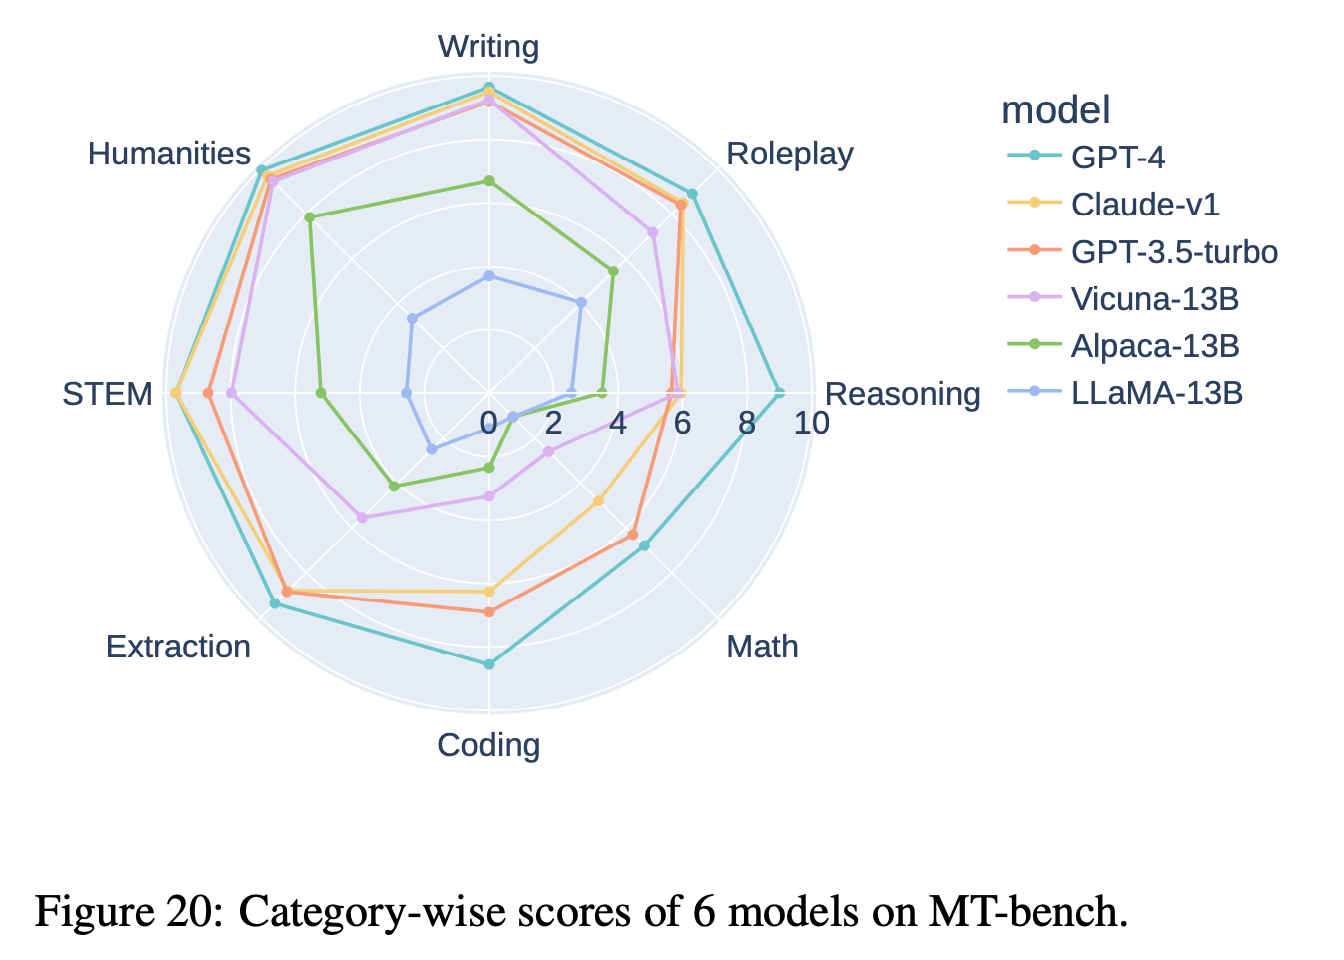 Writing
Humanities
Roleplay
STEM
Reasoning
0 2 4 6 8 10
Extraction
Math
Coding
model
GPT-4
Claude-v1
GPT-3.5-turbo
Vicuna-13B
Alpaca-13B
LLaMA-13B
Figure 20: Category-wise scores of 6 models on MT-bench.